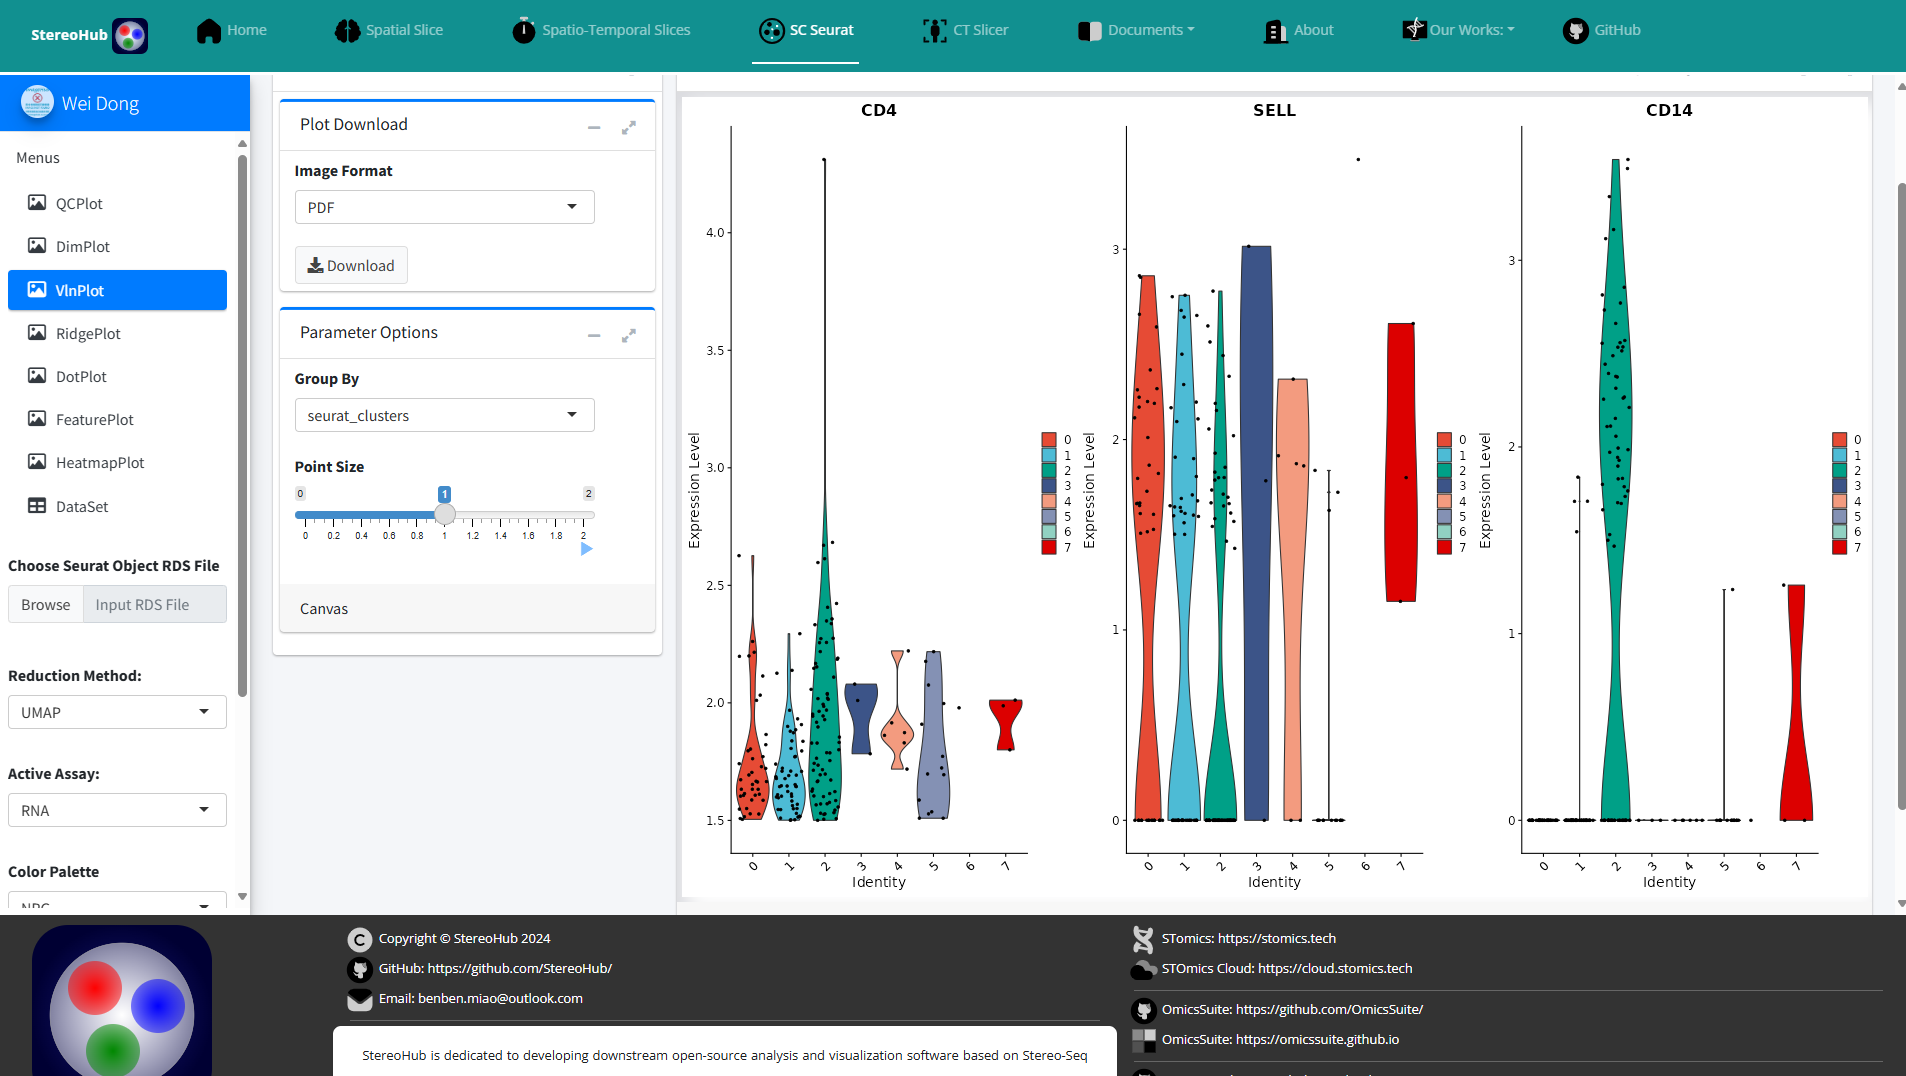 StereoHub
Home
Spatial Slice
Spatio-Temporal Slices
SC Seurat
CT Slicer
Documents
About
Our Works:
GitHub
Wei Dong
Menus
QCPlot
DimPlot
VlnPlot
RidgePlot
DotPlot
FeaturePlot
HeatmapPlot
DataSet
Choose Seurat Object RDS File
Browse
Input RDS File
Reduction Method:
UMAP
Active Assay:
RNA
Color Palette
Plot Download
Image Format
PDF
Download
Parameter Options
Group By
seurat_clusters
Point Size
0 1 2
0 0.2 0.4 0.6 0.8 1 1.2 1.4 1.6 1.8 2
Canvas
CD4
Expression Level
4.0
3.5
3.0
2.5
2.0
1.5
0 1 2 3 4 5 6 7
Identity
0
1
2
3
4
5
6
7
SELL
Expression Level
3
2
1
0
0 1 2 3 4 5 6 7
Identity
0
1
2
3
4
5
6
7
CD14
Expression Level
3
2
1
0
0 1 2 3 4 5 6 7
Identity
0
1
2
3
4
5
6
7
Copyright © StereoHub 2024
GitHub: https://github.com/StereoHub/
Email: benben.miao@outlook.com
StereoHub is dedicated to developing downstream open-source analysis and visualization software based on Stereo-Seq
STomics: https://stomics.tech
STOmics Cloud: https://cloud.stomics.tech
OmicsSuite: https://github.com/OmicsSuite/
OmicsSuite: https://omicssuite.github.io